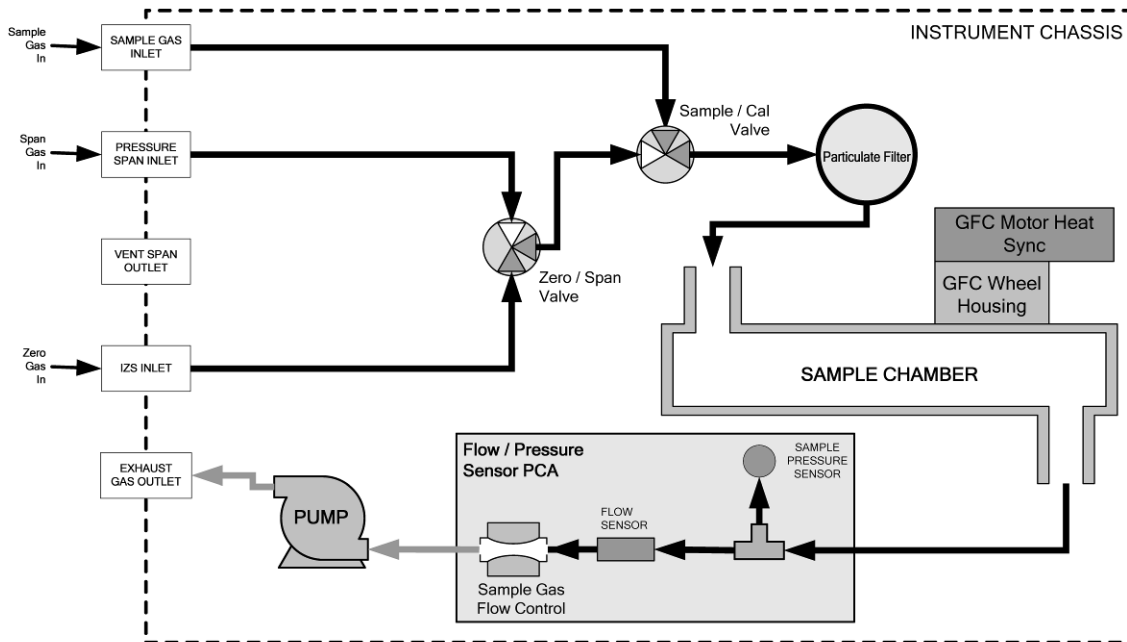 INSTRUMENT CHASSIS
Sample
Gas
In
SAMPLE GAS
INLET
Span
Gas
In
PRESSURE
SPAN INLET
VENT SPAN
OUTLET
Zero
Gas
In
IZS INLET
EXHAUST
GAS OUTLET
Sample / Cal
Valve
Zero / Span
Valve
Particulate Filter
GFC Motor Heat
Sync
GFC Wheel
Housing
SAMPLE CHAMBER
Flow / Pressure
Sensor PCA
SAMPLE
PRESSURE
SENSOR
FLOW
SENSOR
Sample Gas
Flow Control
PUMP